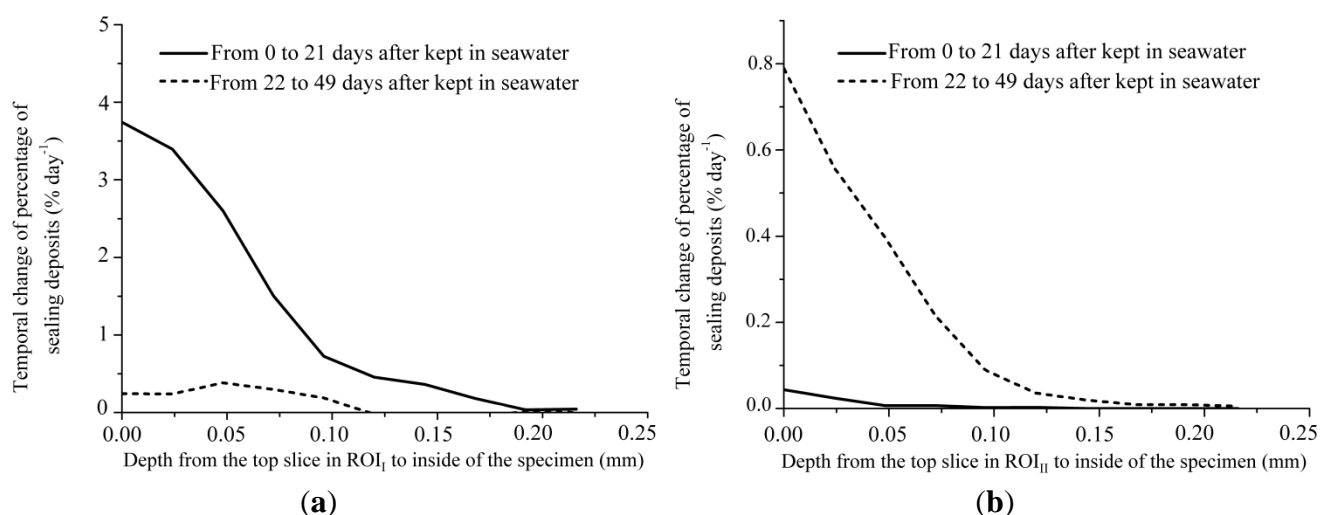 5
4
3
2
1
0
0.00 0.05 0.10 0.15 0.20 0.25
From 0 to 21 days after kept in seawater
From 22 to 49 days after kept in seawater
Temporal change of percentage of
sealing deposits (% day⁻¹)
Depth from the top slice in ROI_I to inside of the specimen (mm)
(a)
0.8
0.6
0.4
0.2
0.0
0.00 0.05 0.10 0.15 0.20 0.25
From 0 to 21 days after kept in seawater
From 22 to 49 days after kept in seawater
Temporal change of percentage of
sealing deposits (% day⁻¹)
Depth from the top slice in ROI_II to inside of the specimen (mm)
(b)